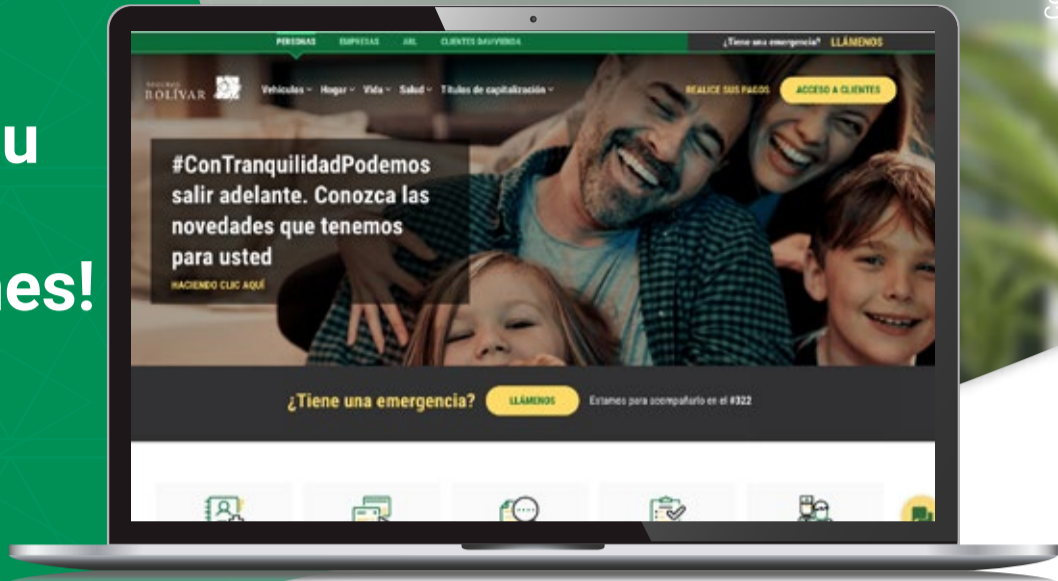 PERSONAS EMPRESAS ARL CLIENTES DAVIVIENDA
¿Tiene una emergencia? LLÁMENOS
SEGUROS
BOLÍVAR
Vehículos Hogar Vida Salud Títulos de capitalización
REALICE SUS PAGOS
ACCESO A CLIENTES
u
es!
#ConTranquilidadPodemos
salir adelante. Conozca las
novedades que tenemos
para usted
HACIENDO CLIC AQUÍ
¿Tiene una emergencia?
LLÁMENOS
Estamos para acompañarlo en el #322